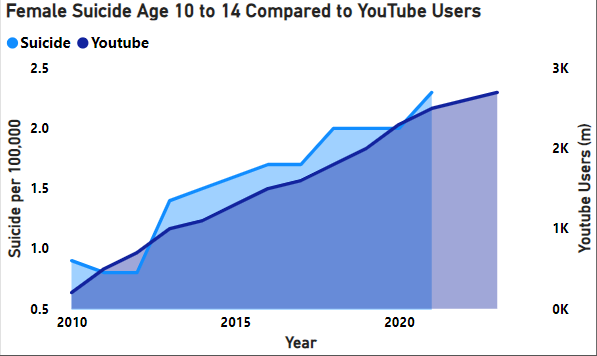 Female Suicide Age 10 to 14 Compared to YouTube Users
Suicide Youtube
2.5
2.0
1.5
1.0
0.5
Suicide per 100,000
3K
2K
1K
0K
Youtube Users (m)
2010 2015 2020
Year